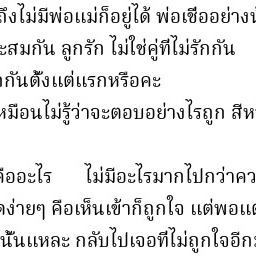 ถึงไม่มีพ่อแม่ก็อยู่ได้ พ่อเชื่ออย่าง
ะสมกัน ลูกรัก ไม่ใช่คู่ที่ไม่รักกัน
กันตั้งแต่แรกหรือคะ
หมือนไม่รู้ว่าจะตอบอย่างไรถูก สีห
คืออะไร ไม่มีอะไรมากไปกว่าคว
ง่ายๆ คือเห็นเข้าก็ถูกใจ แต่พอแต
นั้นแหละ กลับไปเจอที่ไม่ถูกใจอีก